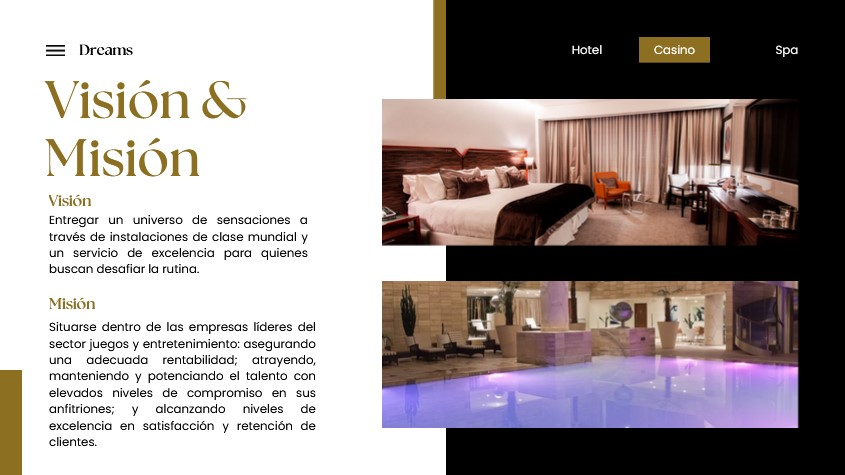 Dreams
Hotel
Casino
Spa
Visión &
Misión
Visión
Entregar un universo de sensaciones a
través de instalaciones de clase mundial y
un servicio de excelencia para quienes
buscan desafiar la rutina.
Misión
Situarse dentro de las empresas líderes del
sector juegos y entretenimiento: asegurando
una adecuada rentabilidad; atrayendo,
manteniendo y potenciando el talento con
elevados niveles de compromiso en sus
anfitriones; y alcanzando niveles de
excelencia en satisfacción y retención de
clientes.